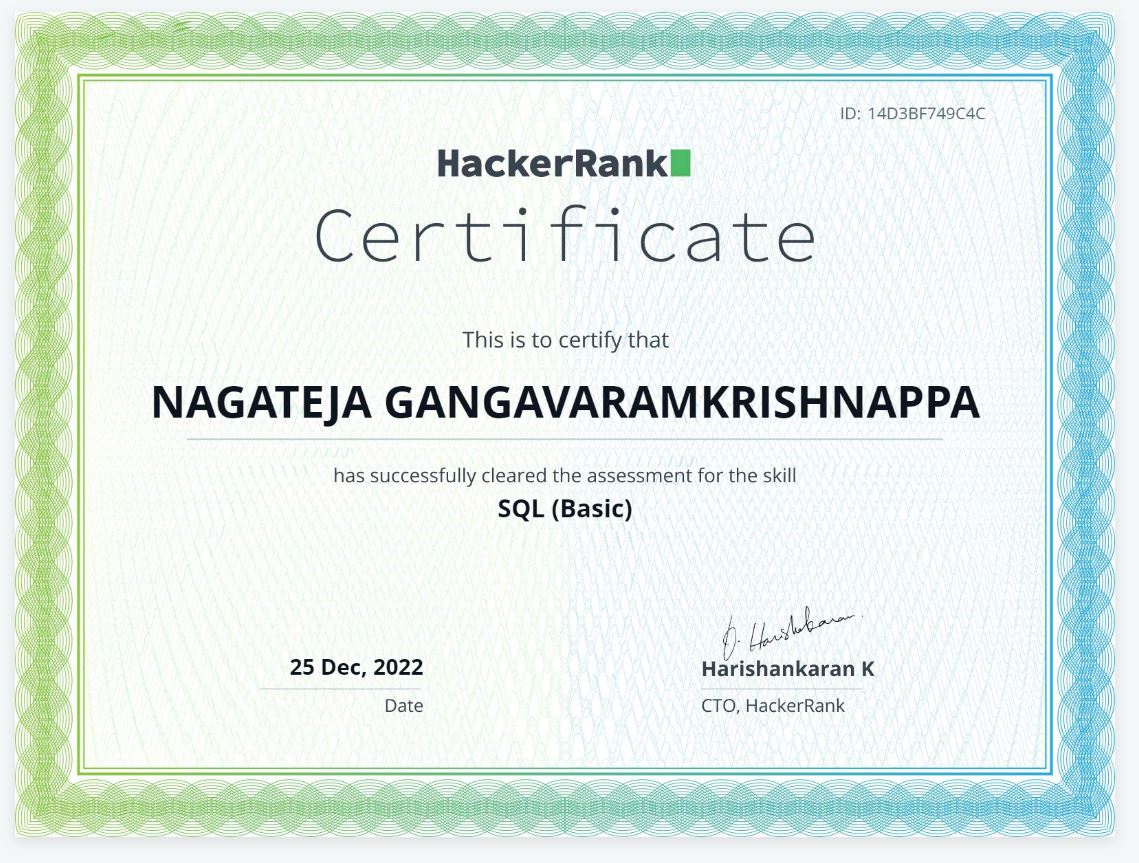 ID: 14D3BF749C4C
HackerRank
Certificate
This is to certify that
NAGATEJA GANGAVARAMKRISHNAPPA
has successfully cleared the assessment for the skill
SQL (Basic)
25 Dec, 2022
Date
Harishankaran K
CTO, HackerRank